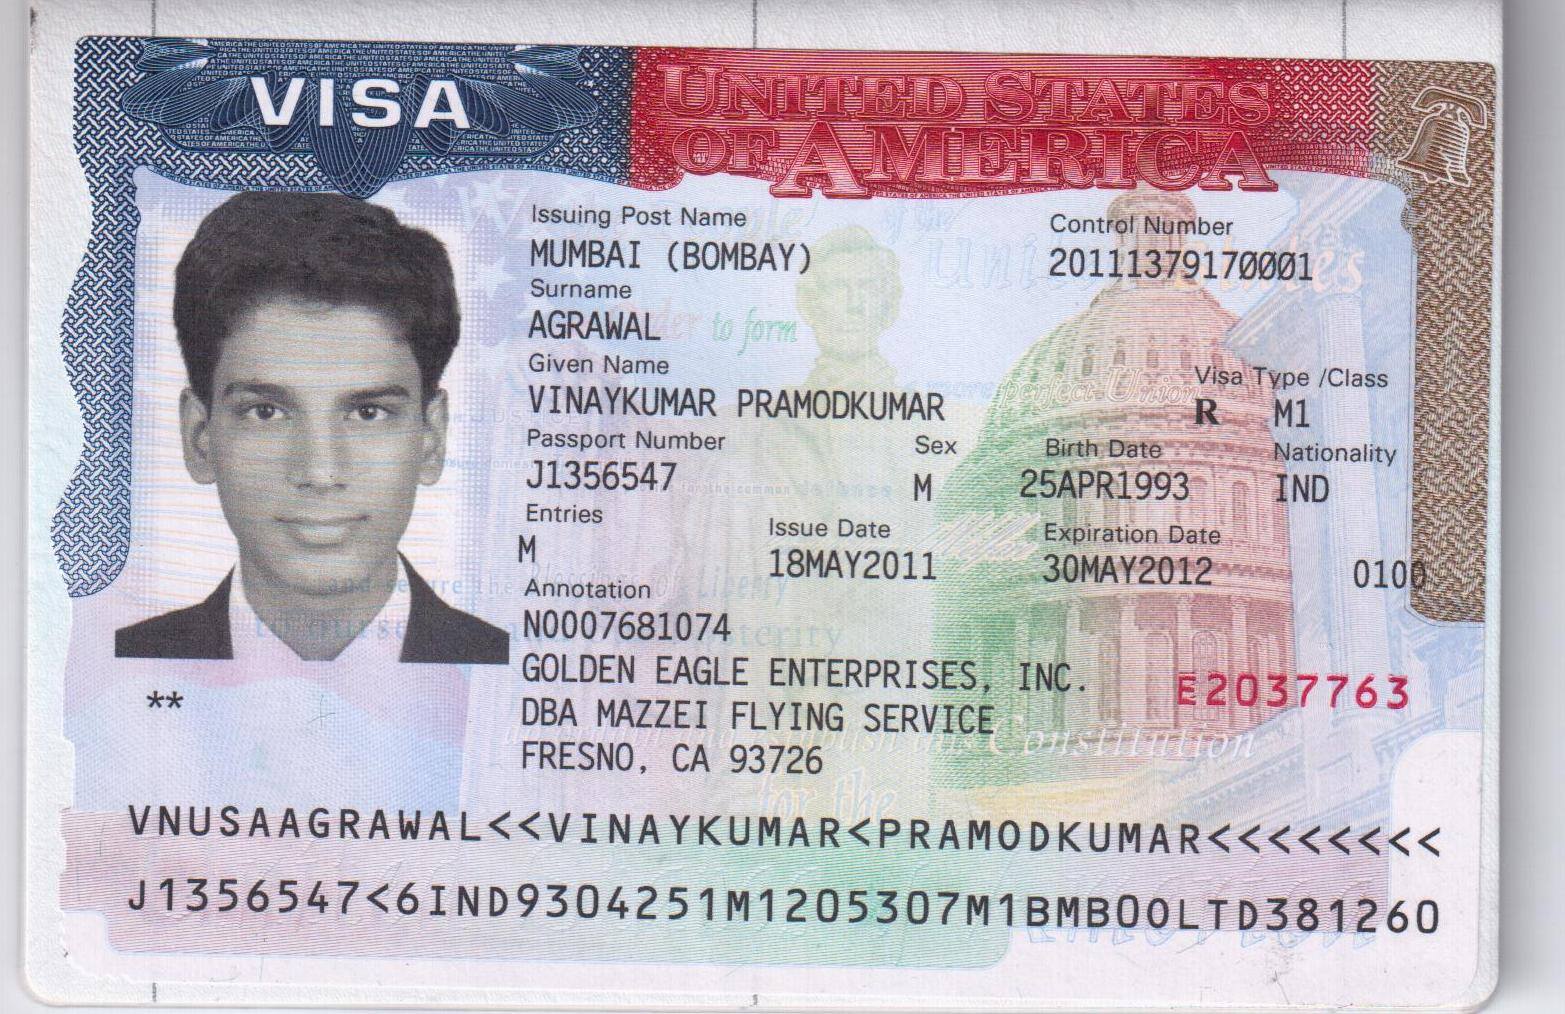 VISA
UNITED STATES
OF AMERICA
Issuing Post Name
MUMBAI (BOMBAY)
Control Number
20111379170001
Surname
AGRAWAL
Given Name
VINAYKUMAR PRAMODKUMAR
Visa Type /Class
R M1
Passport Number
J1356547
Sex
M
Birth Date
25APR1993
Nationality
IND
Entries
M
Issue Date
18MAY2011
Expiration Date
30MAY2012
0100
Annotation
N0007681074
GOLDEN EAGLE ENTERPRISES, INC.
DBA MAZZEI FLYING SERVICE
FRESNO, CA 93726
E2037763
**
VNUSAAGRAWAL<<VINAYKUMAR<PRAMODKUMAR<<<<<<<<
J1356547<6IND9304251M1205307M1BMB00LTD381260